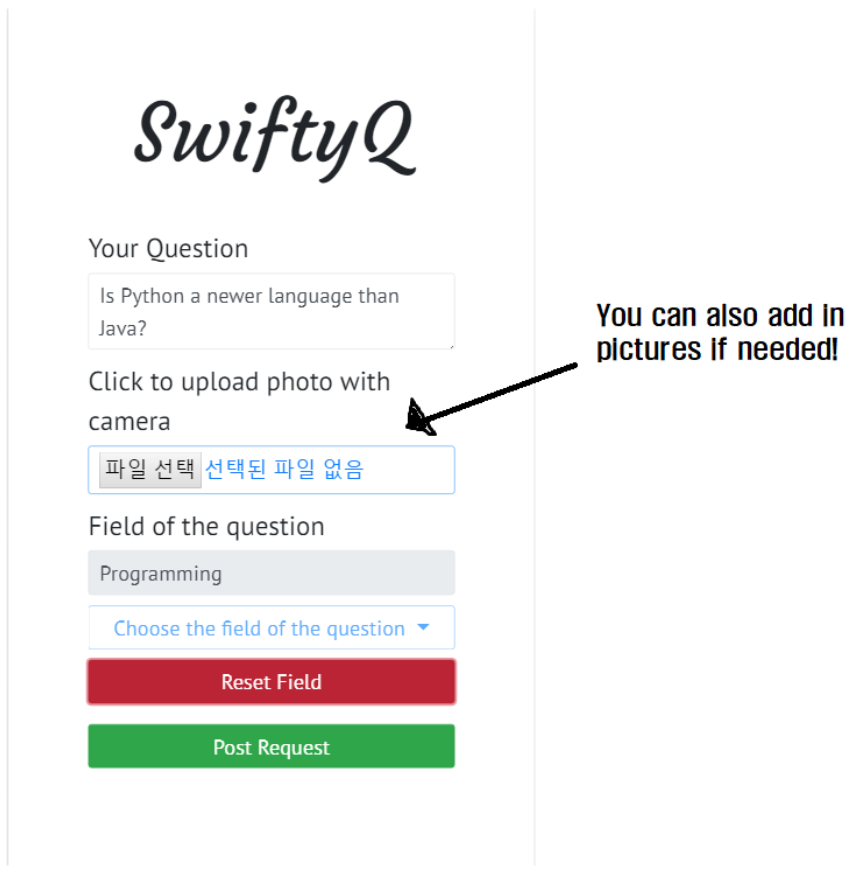 SwiftyQ
Your Question
Is Python a newer language than
Java?
You can also add in
pictures if needed!
Click to upload photo with
camera
파일 선택 선택된 파일 없음
Field of the question
Programming
Choose the field of the question
Reset Field
Post Request